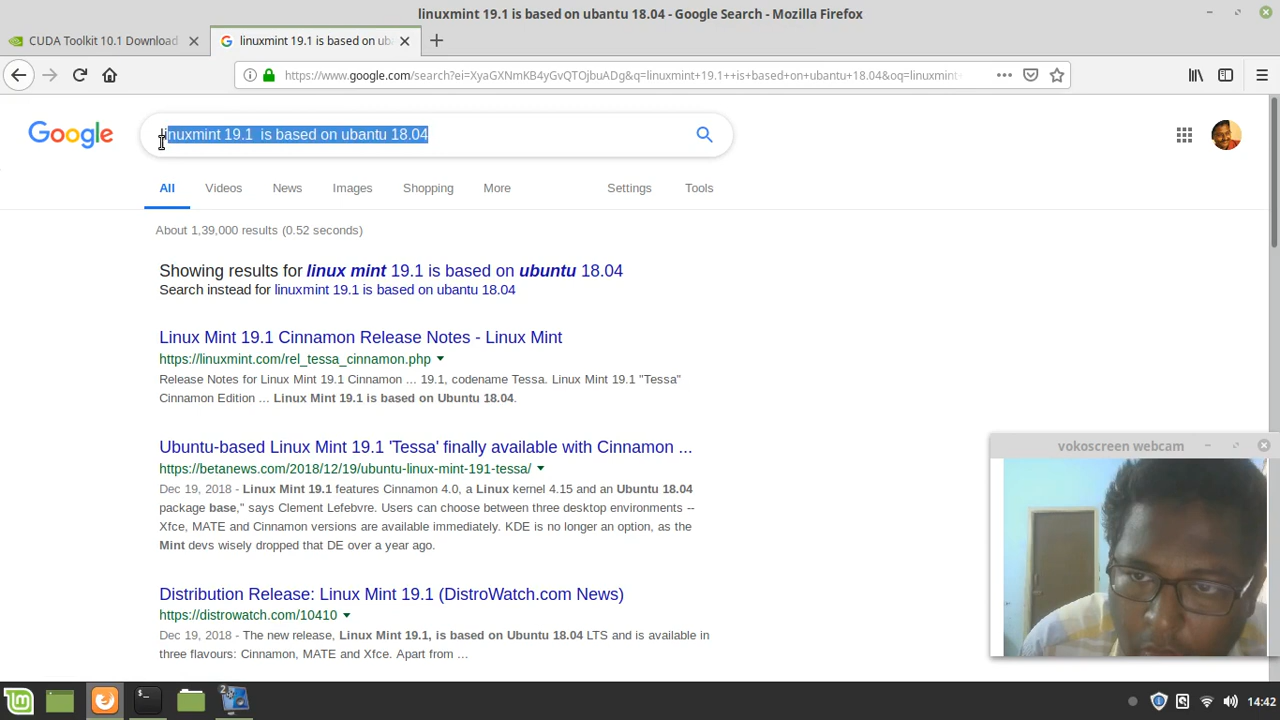 linuxmint 19.1 is based on ubantu 18.04 - Google Search - Mozilla Firefox
CUDA Toolkit 10.1 Download
linuxmint 19.1 is based on ub
https://www.google.com/search?ei=XyaGXNmKB4yGvQTOjbuADg&q=linuxmint+19.1++is+based+on+ubantu+18.04&oq=linuxmint
Google
linuxmint 19.1  is based on ubantu 18.04
All
Videos
News
Images
Shopping
More
Settings
Tools
About 1,39,000 results (0.52 seconds)
Showing results for linux mint 19.1 is based on ubuntu 18.04
Search instead for linuxmint 19.1 is based on ubantu 18.04
Linux Mint 19.1 Cinnamon Release Notes - Linux Mint
https://linuxmint.com/rel_tessa_cinnamon.php
Release Notes for Linux Mint 19.1 Cinnamon ... 19.1, codename Tessa. Linux Mint 19.1 "Tessa"
Cinnamon Edition ... Linux Mint 19.1 is based on Ubuntu 18.04.
Ubuntu-based Linux Mint 19.1 'Tessa' finally available with Cinnamon ...
https://betanews.com/2018/12/19/ubuntu-linux-mint-191-tessa/
Dec 19, 2018 - Linux Mint 19.1 features Cinnamon 4.0, a Linux kernel 4.15 and an Ubuntu 18.04
package base," says Clement Lefebvre. Users can choose between three desktop environments --
Xfce, MATE and Cinnamon versions are available immediately. KDE is no longer an option, as the
Mint devs wisely dropped that DE over a year ago.
Distribution Release: Linux Mint 19.1 (DistroWatch.com News)
https://distrowatch.com/10410
Dec 19, 2018 - The new release, Linux Mint 19.1, is based on Ubuntu 18.04 LTS and is available in
three flavours: Cinnamon, MATE and Xfce. Apart from ...
vokoscreen webcam
2
14:42